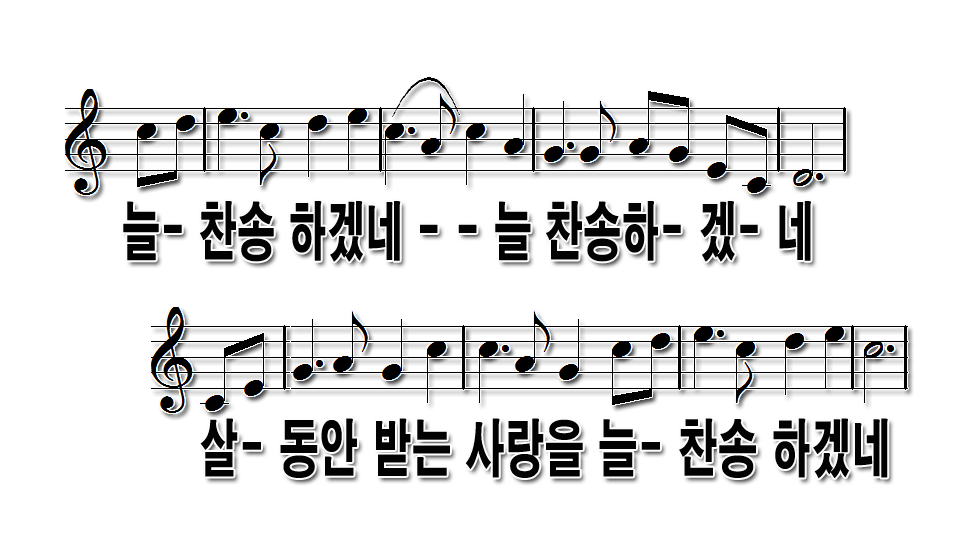 늘- 찬송 하겠네 - - 늘 찬송하- 겠- 네
살- 동안 받는 사랑을 늘- 찬송 하겠네